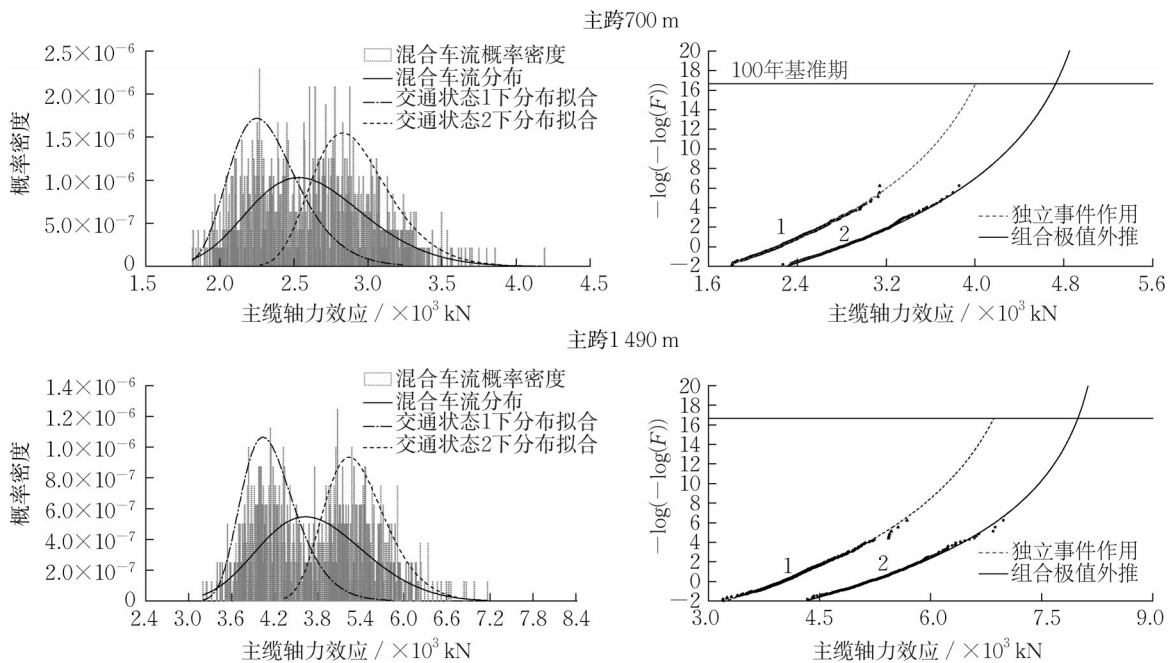 主跨700 m
2.5×10⁻⁶
2.0×10⁻⁶
1.5×10⁻⁶
1.0×10⁻⁶
5.0×10⁻⁷
0
概率密度
混合车流概率密度
混合车流分布
交通状态1下分布拟合
交通状态2下分布拟合
1.5 2.0 2.5 3.0 3.5 4.0 4.5
主缆轴力效应 / ×10³ kN
20
18
16
14
12
10
8
6
4
2
0
−2
−log(−log(F))
100年基准期
1
2
独立事件作用
组合极值外推
1.6 2.4 3.2 4.0 4.8 5.6
主缆轴力效应 / ×10³ kN
主跨1 490 m
1.4×10⁻⁶
1.2×10⁻⁶
1.0×10⁻⁶
8.0×10⁻⁷
6.0×10⁻⁷
4.0×10⁻⁷
2.0×10⁻⁷
0
概率密度
混合车流概率密度
混合车流分布
交通状态1下分布拟合
交通状态2下分布拟合
2.4 3.0 3.6 4.2 4.8 5.4 6.0 6.6 7.2 7.8 8.4
主缆轴力效应 / ×10³ kN
20
18
16
14
12
10
8
6
4
2
0
−2
−log(−log(F))
1
2
独立事件作用
组合极值外推
3.0 4.5 6.0 7.5 9.0
主缆轴力效应 / ×10³ kN